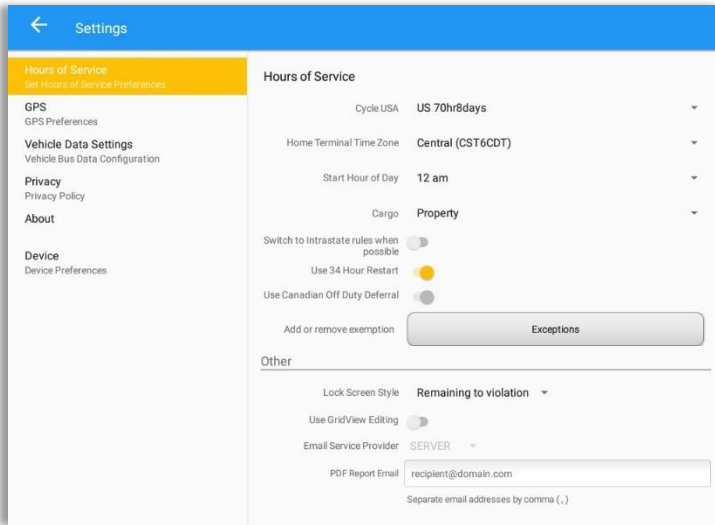 Settings
Hours of Service
Set Hours of Service Preferences
GPS
GPS Preferences
Vehicle Data Settings
Vehicle Bus Data Configuration
Privacy
Privacy Policy
About
Device
Device Preferences
Hours of Service
Cycle USA US 70hr8days
Home Terminal Time Zone Central (CST6CDT)
Start Hour of Day 12 am
Cargo Property
Switch to Intrastate rules when
possible
Use 34 Hour Restart
Use Canadian Off Duty Deferral
Add or remove exemption Exceptions
Other
Lock Screen Style Remaining to violation
Use GridView Editing
Email Service Provider SERVER
PDF Report Email recipient@domain.com
Separate email addresses by comma ( , )